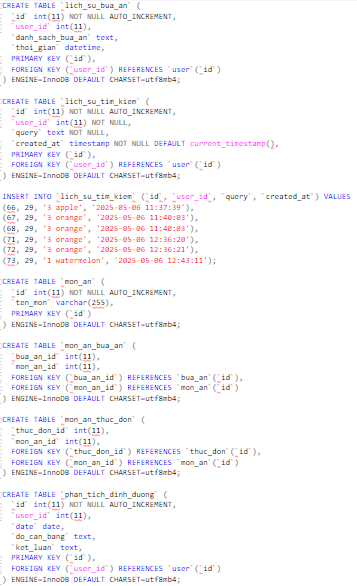 CREATE TABLE `lich_su_bua_an` (
`id` int(11) NOT NULL AUTO_INCREMENT,
`user_id` int(11),
`danh_sach_bua_an` text,
`thoi_gian` datetime,
PRIMARY KEY (`id`),
FOREIGN KEY (`user_id`) REFERENCES `user`(`id`)
) ENGINE=InnoDB DEFAULT CHARSET=utf8mb4;
CREATE TABLE `lich_su_tim_kiem` (
`id` int(11) NOT NULL AUTO_INCREMENT,
`user_id` int(11) NOT NULL,
`query` text NOT NULL,
`created_at` timestamp NOT NULL DEFAULT current_timestamp(),
PRIMARY KEY (`id`),
FOREIGN KEY (`user_id`) REFERENCES `user`(`id`)
) ENGINE=InnoDB DEFAULT CHARSET=utf8mb4;
INSERT INTO `lich_su_tim_kiem` (`id`, `user_id`, `query`, `created_at`) VALUES
(66, 29, '3 apple', '2025-05-06 11:37:39'),
(67, 29, '3 orange', '2025-05-06 11:40:03'),
(68, 29, '3 orange', '2025-05-06 11:40:03'),
(71, 29, '3 orange', '2025-05-06 12:36:20'),
(72, 29, '3 orange', '2025-05-06 12:36:21'),
(73, 29, '1 watermelon', '2025-05-06 12:43:11');
CREATE TABLE `mon_an` (
`id` int(11) NOT NULL AUTO_INCREMENT,
`ten_mon` varchar(255),
PRIMARY KEY (`id`)
) ENGINE=InnoDB DEFAULT CHARSET=utf8mb4;
CREATE TABLE `mon_an_bua_an` (
`bua_an_id` int(11),
`mon_an_id` int(11),
FOREIGN KEY (`bua_an_id`) REFERENCES `bua_an`(`id`),
FOREIGN KEY (`mon_an_id`) REFERENCES `mon_an`(`id`)
) ENGINE=InnoDB DEFAULT CHARSET=utf8mb4;
CREATE TABLE `mon_an_thuc_don` (
`thuc_don_id` int(11),
`mon_an_id` int(11),
FOREIGN KEY (`thuc_don_id`) REFERENCES `thuc_don`(`id`),
FOREIGN KEY (`mon_an_id`) REFERENCES `mon_an`(`id`)
) ENGINE=InnoDB DEFAULT CHARSET=utf8mb4;
CREATE TABLE `phan_tich_dinh_duong` (
`id` int(11) NOT NULL AUTO_INCREMENT,
`user_id` int(11),
`date` date,
`do_can_bang` text,
`ket_luan` text,
PRIMARY KEY (`id`),
FOREIGN KEY (`user_id`) REFERENCES `user`(`id`)
) ENGINE=InnoDB DEFAULT CHARSET=utf8mb4;